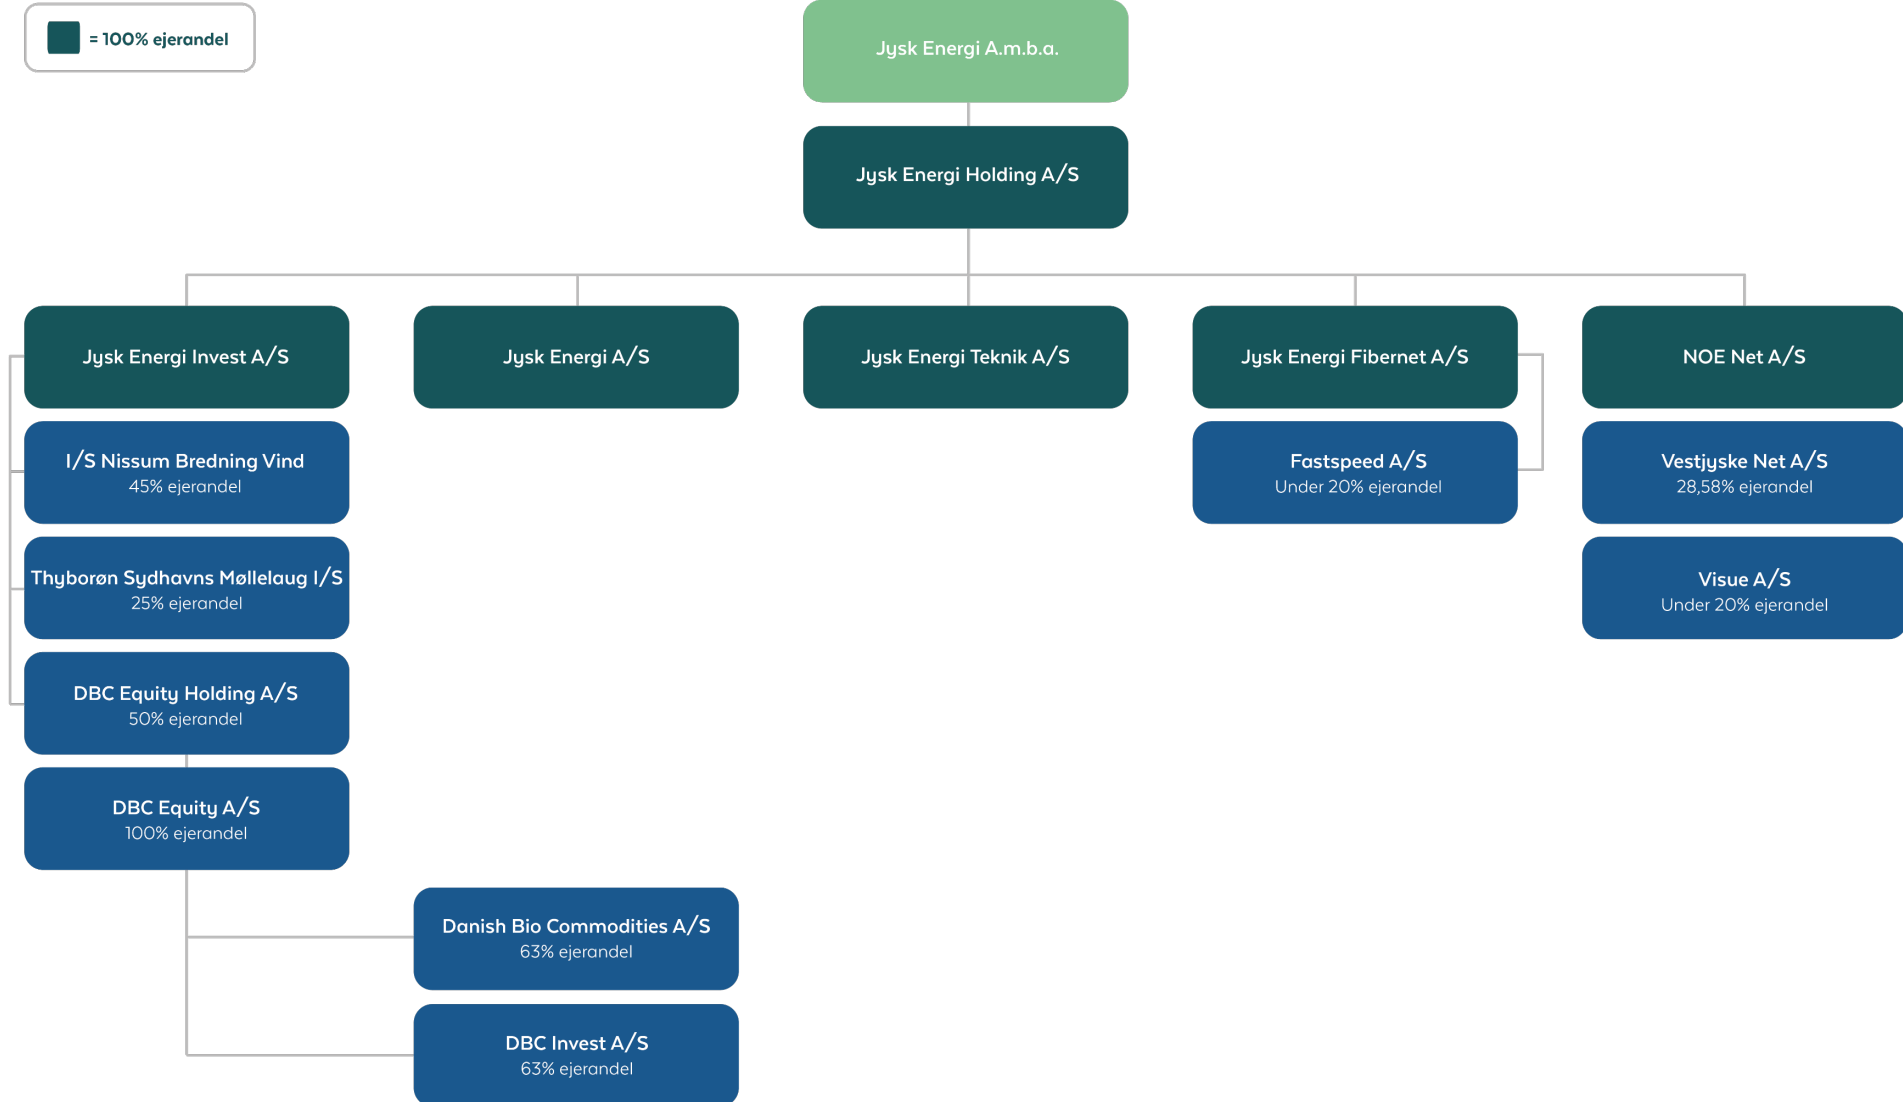 = 100% ejerandel
Jysk Energi A.m.b.a.
Jysk Energi Holding A/S
Jysk Energi Invest A/S
Jysk Energi A/S
Jysk Energi Teknik A/S
Jysk Energi Fibernet A/S
NOE Net A/S
I/S Nissum Bredning Vind
45% ejerandel
Fastspeed A/S
Under 20% ejerandel
Vestjyske Net A/S
28,58% ejerandel
Thyborøn Sydhavns Møllelaug I/S
25% ejerandel
Visue A/S
Under 20% ejerandel
DBC Equity Holding A/S
50% ejerandel
DBC Equity A/S
100% ejerandel
Danish Bio Commodities A/S
63% ejerandel
DBC Invest A/S
63% ejerandel